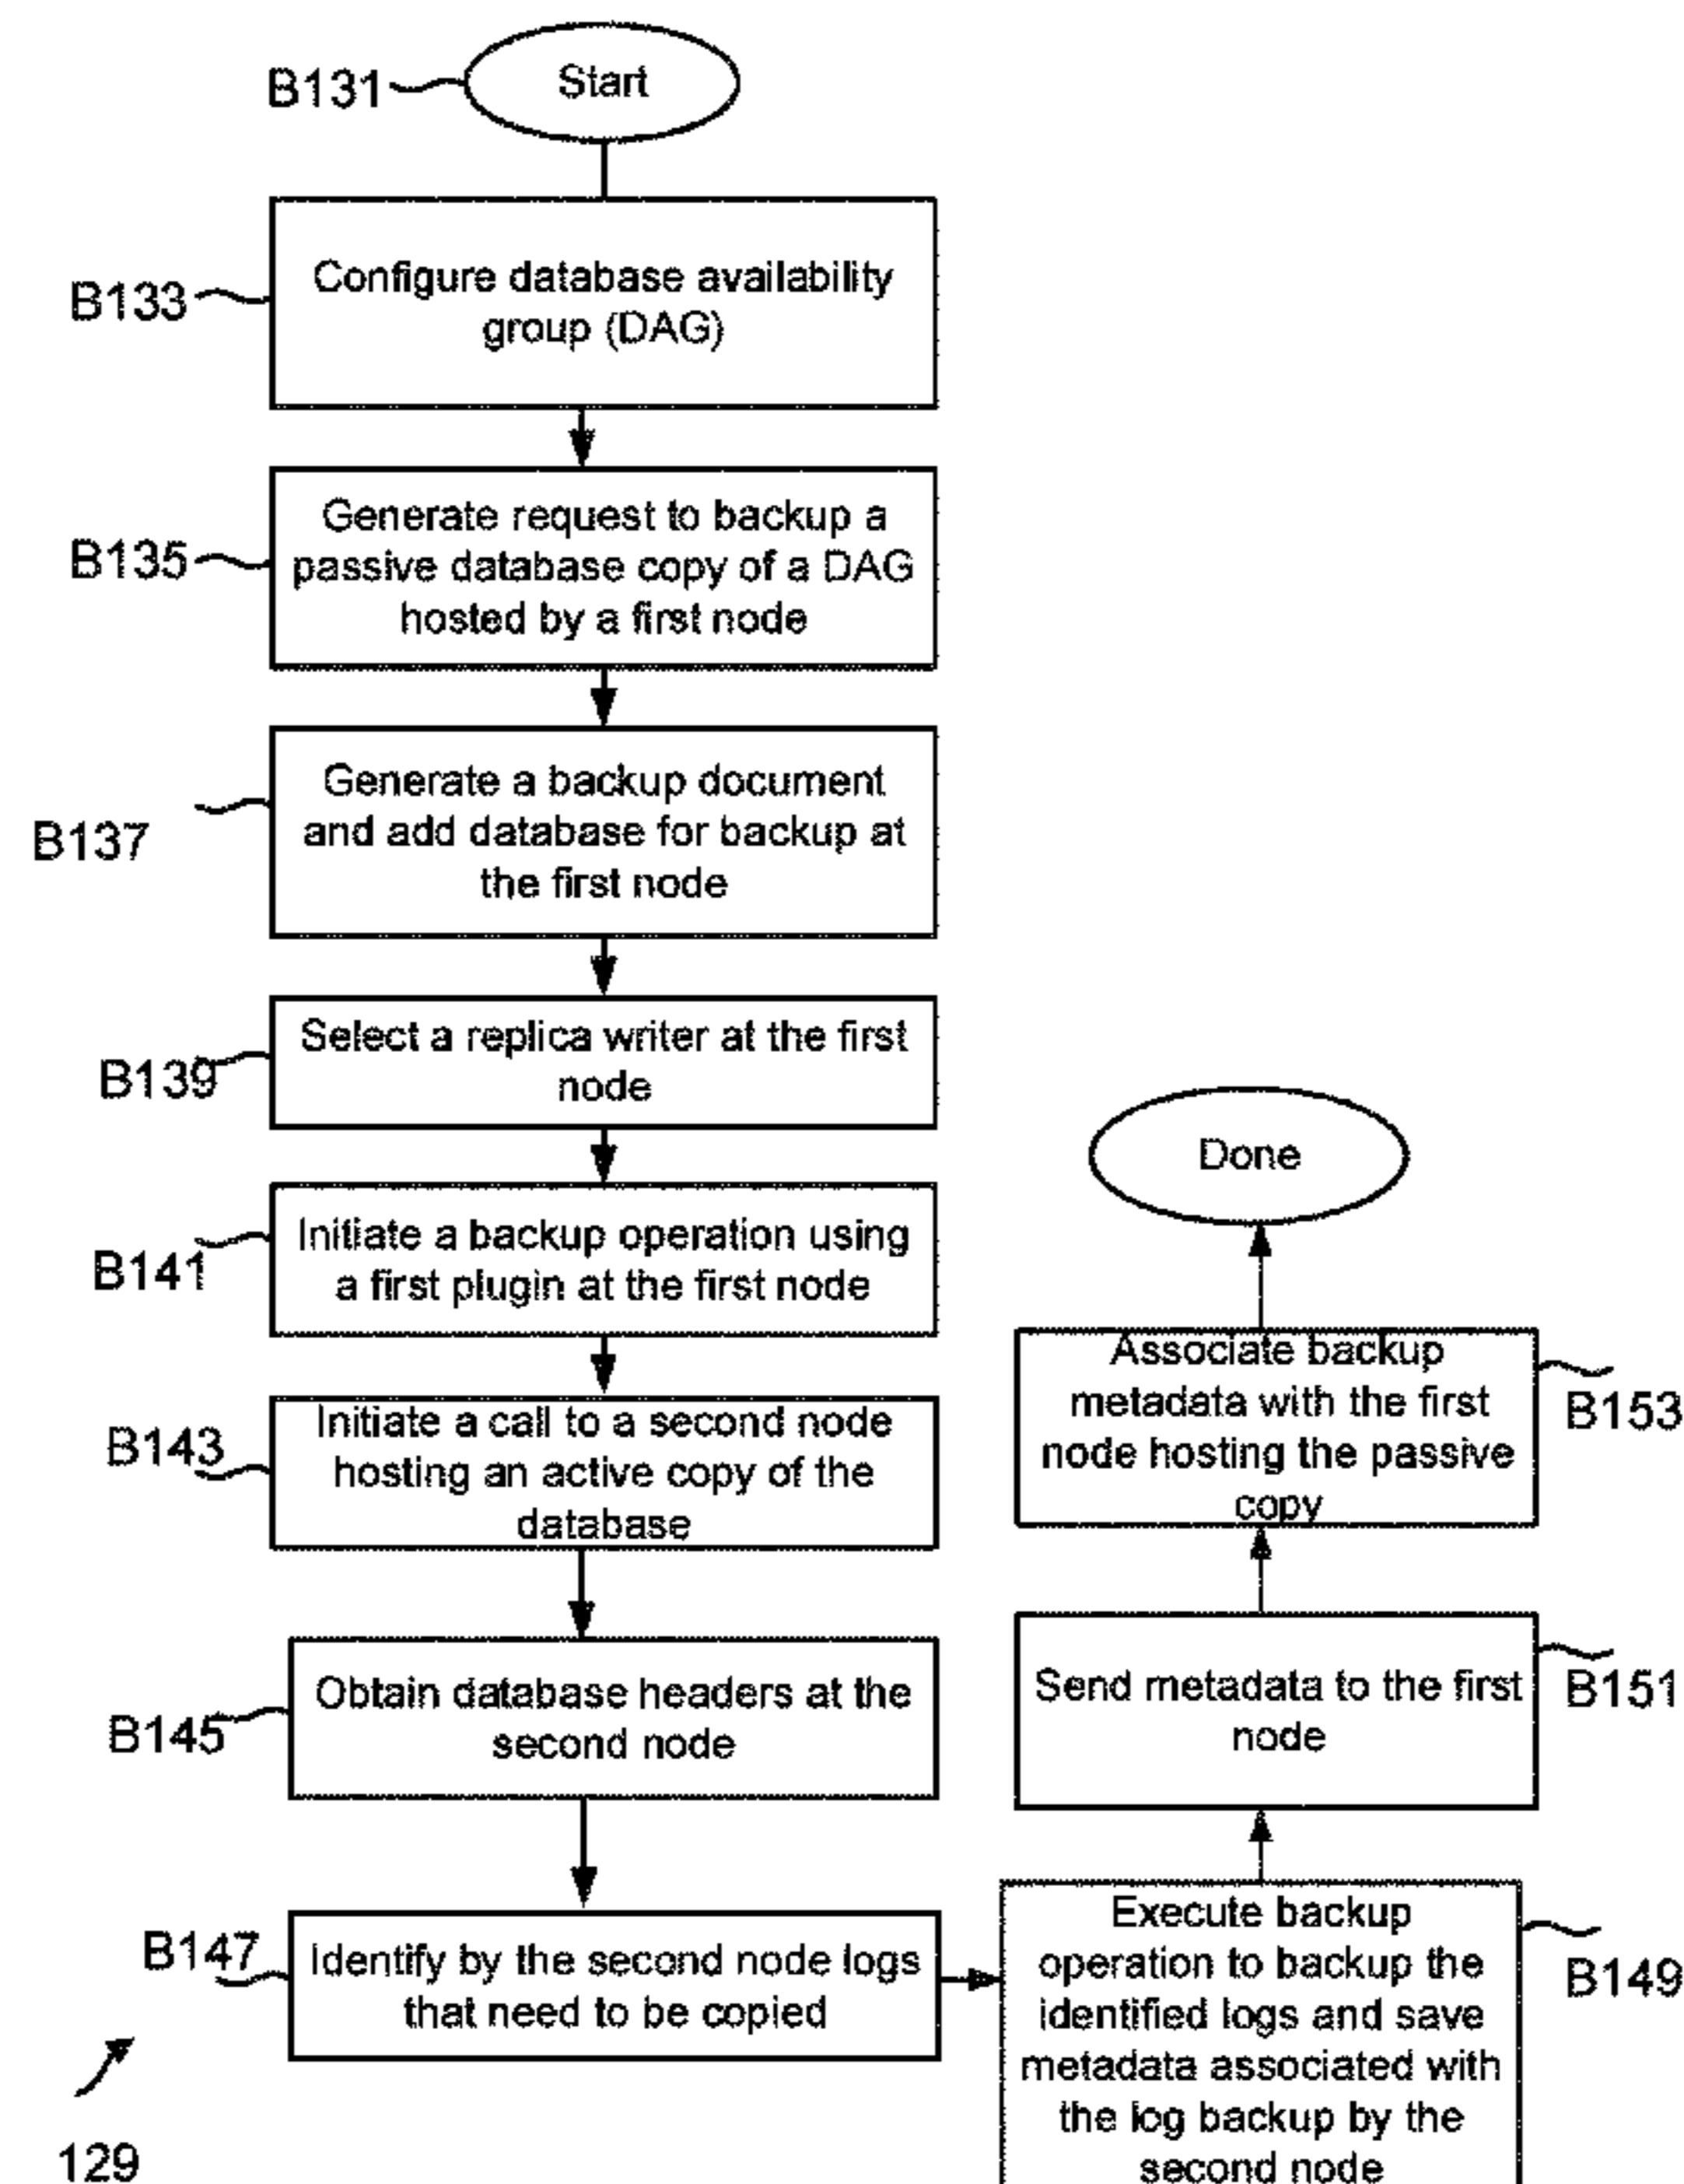 B131
Start
B133
Configure database availability
group (DAG)
B135
Generate request to backup a
passive database copy of a DAG
hosted by a first node
B137
Generate a backup document
and add database for backup at
the first node
B139
Select a replica writer at the first
node
B141
Initiate a backup operation using
a first plugin at the first node
B143
Initiate a call to a second node
hosting an active copy of the
database
B145
Obtain database headers at the
second node
B147
Identify by the second node logs
that need to be copied
129
Execute backup
operation to backup the
identified logs and save
metadata associated with
the log backup by the
second node
B149
Send metadata to the first
node
B151
Associate backup
metadata with the first
node hosting the passive
copy
B153
Done